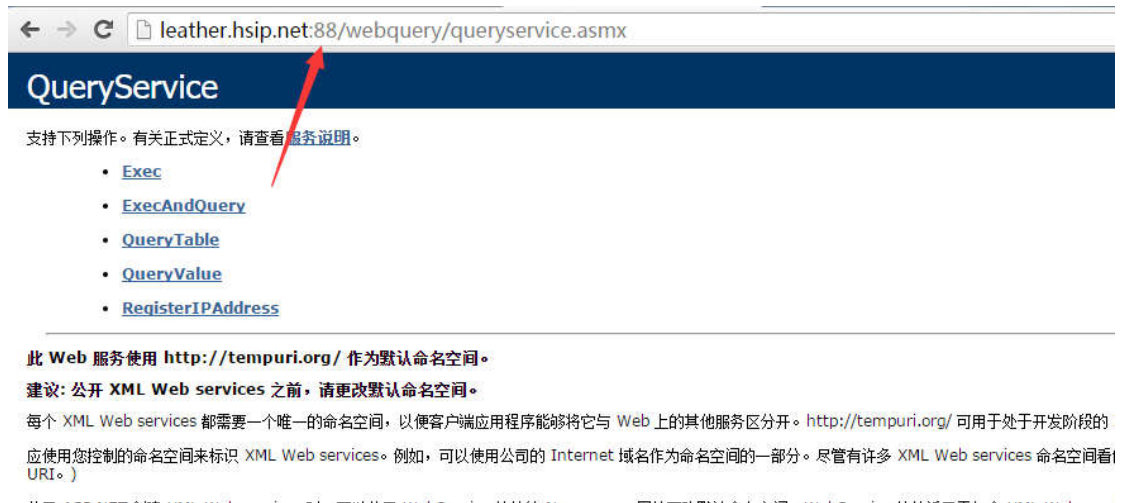 leather.hsip.net:88/webquery/queryservice.asmx
QueryService
支持下列操作。有关正式定义，请查看服务说明。
• Exec
• ExecAndQuery
• QueryTable
• QueryValue
• RegisterIPAddress
此 Web 服务使用 http://tempuri.org/ 作为默认命名空间。
建议: 公开 XML Web services 之前，请更改默认命名空间。
每个 XML Web services 都需要一个唯一的命名空间，以便客户端应用程序能够将它与 Web 上的其他服务区分开。http://tempuri.org/ 可用于处于开发阶段的
应使用您控制的命名空间来标识 XML Web services。例如，可以使用公司的 Internet 域名作为命名空间的一部分。尽管有许多 XML Web services 命名空间看
URI。)